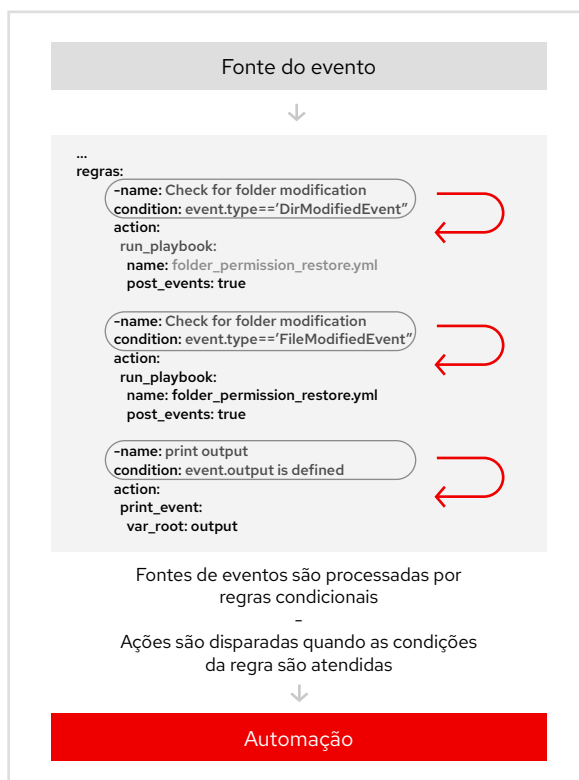 Fonte do evento
...
regras:
-name: Check for folder modification
condition: event.type==’DirModifiedEvent”
action:
run_playbook:
name: folder_permission_restore.yml
post_events: true
-name: Check for folder modification
condition: event.type==’FileModifiedEvent”
action:
run_playbook:
name: folder_permission_restore.yml
post_events: true
-name: print output
condition: event.output is defined
action:
print_event:
var_root: output
Fontes de eventos são processadas por
regras condicionais
-
Ações são disparadas quando as condições
da regra são atendidas
Automação